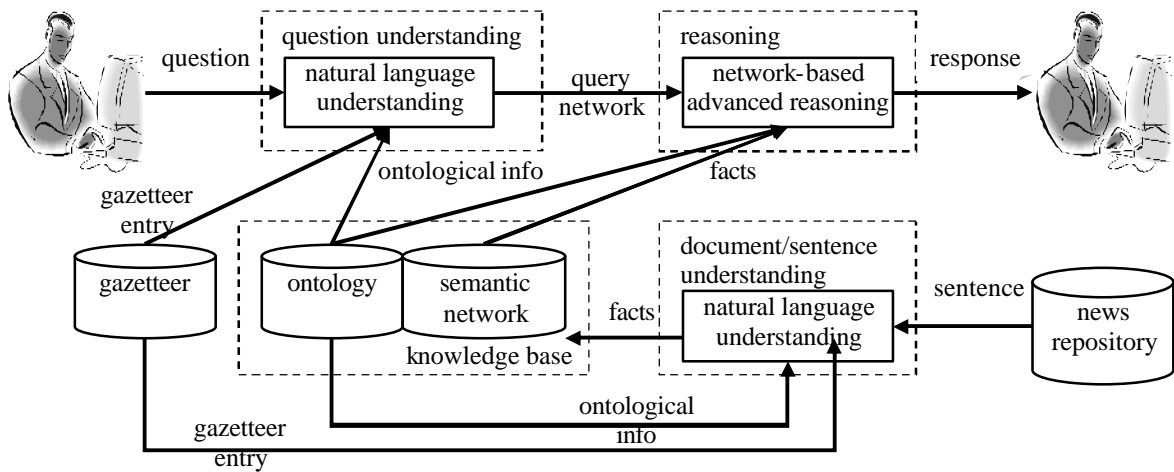 question understanding
reasoning
question
natural language
understanding
query
network
network-based
advanced reasoning
response
ontological info
facts
gazetteer
entry
document/sentence
understanding
gazetteer
ontology
semantic
network
natural language
understanding
sentence
news
repository
facts
knowledge base
ontological
info
gazetteer
entry